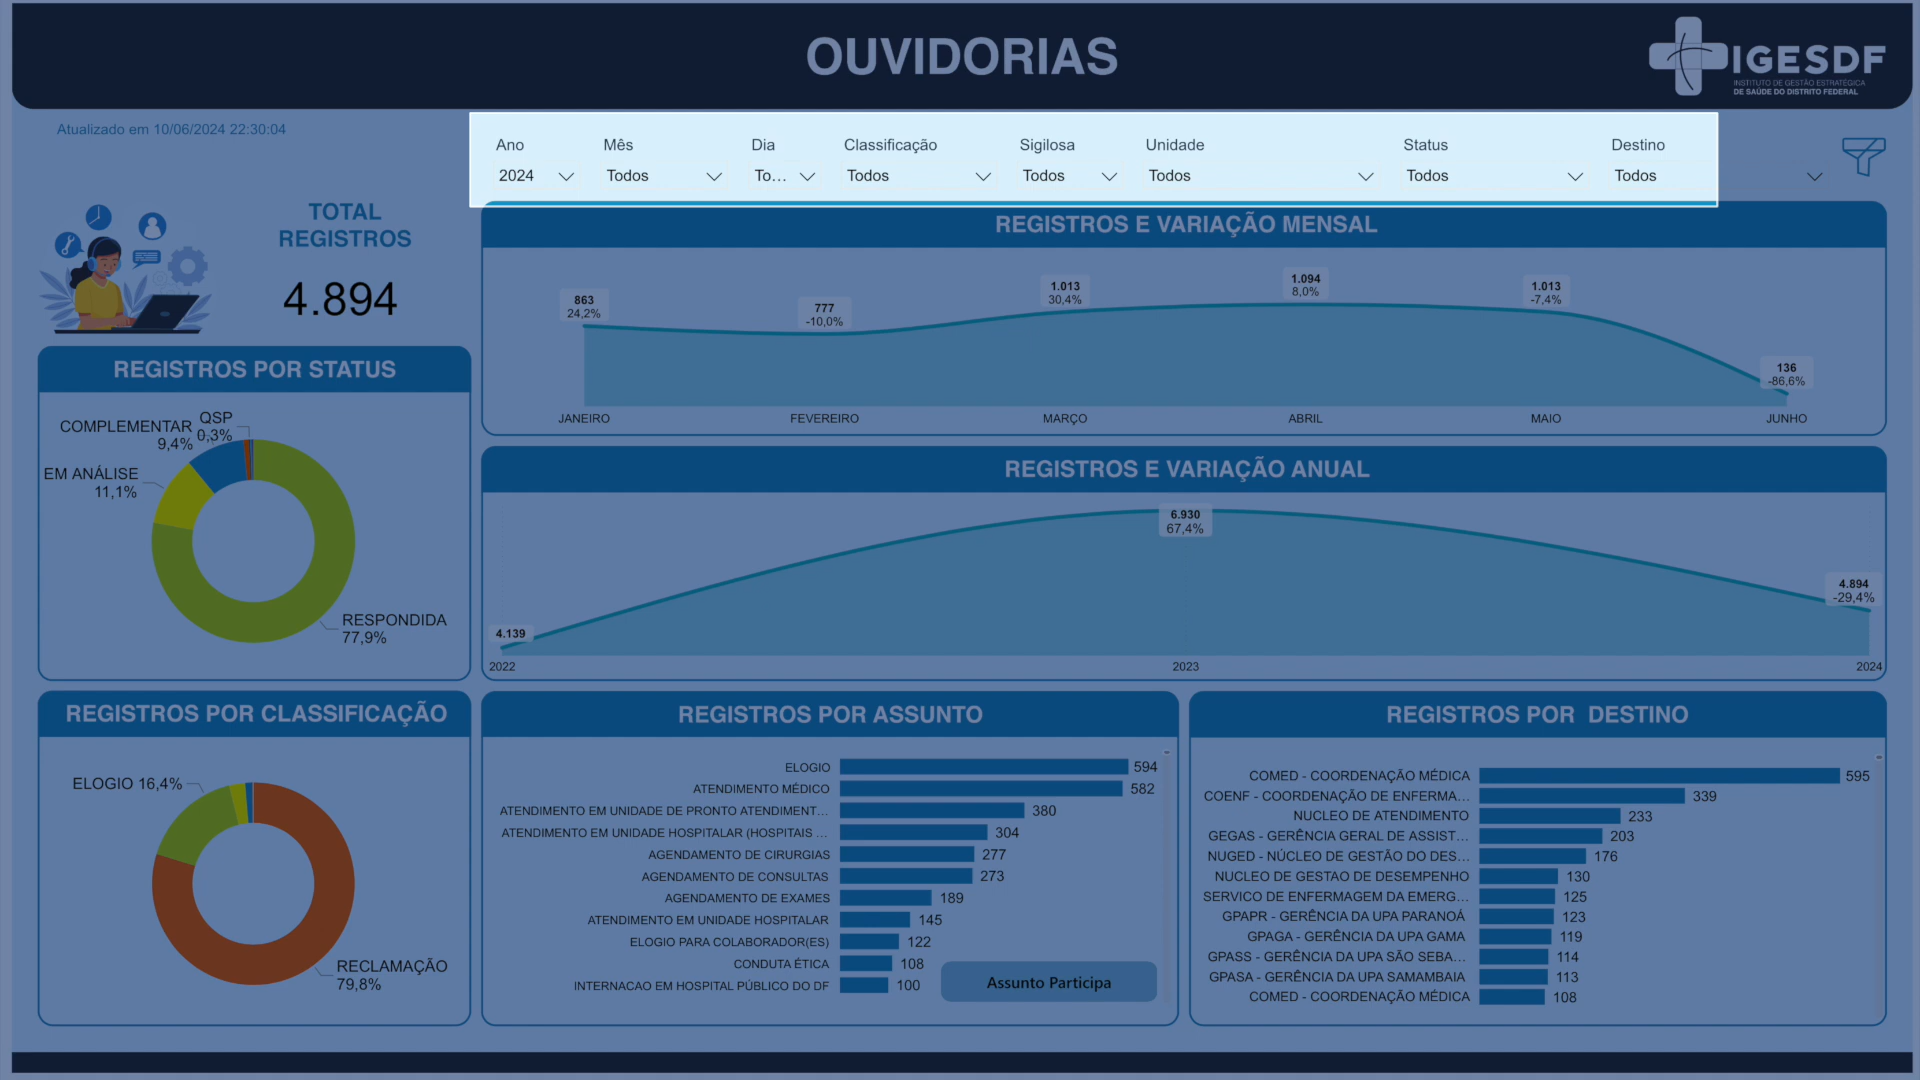 OUVIDORIAS
IGESDF
INSTITUTO DE GESTÃO ESTRATÉGICA
DE SAÚDE DO DISTRITO FEDERAL
Atualizado em 10/06/2024 22:30:04
Ano Mês Dia Classificação Sigilosa Unidade Status Destino
2024 Todos To... Todos Todos Todos Todos Todos
TOTAL
REGISTROS
4.894
REGISTROS E VARIAÇÃO MENSAL
863
24,2%
777
-10,0%
1.013
30,4%
1.094
8,0%
1.013
-7,4%
136
-86,6%
JANEIRO FEVEREIRO MARÇO ABRIL MAIO JUNHO
REGISTROS POR STATUS
QSP
0,3%
COMPLEMENTAR
9,4%
EM ANÁLISE
11,1%
RESPONDIDA
77,9%
REGISTROS E VARIAÇÃO ANUAL
4.139
6.930
67,4%
4.894
-29,4%
2022 2023 2024
REGISTROS POR CLASSIFICAÇÃO
ELOGIO 16,4%
RECLAMAÇÃO
79,8%
REGISTROS POR ASSUNTO
ELOGIO 594
ATENDIMENTO MÉDICO 582
ATENDIMENTO EM UNIDADE DE PRONTO ATENDIMENT... 380
ATENDIMENTO EM UNIDADE HOSPITALAR (HOSPITAIS ... 304
AGENDAMENTO DE CIRURGIAS 277
AGENDAMENTO DE CONSULTAS 273
AGENDAMENTO DE EXAMES 189
ATENDIMENTO EM UNIDADE HOSPITALAR 145
ELOGIO PARA COLABORADOR(ES) 122
CONDUTA ÉTICA 108
INTERNACAO EM HOSPITAL PÚBLICO DO DF 100
Assunto Participa
REGISTROS POR DESTINO
COMED - COORDENAÇÃO MÉDICA 595
COENF - COORDENAÇÃO DE ENFERMA... 339
NUCLEO DE ATENDIMENTO 233
GEGAS - GERÊNCIA GERAL DE ASSIST... 203
NUGED - NÚCLEO DE GESTÃO DO DES... 176
NUCLEO DE GESTAO DE DESEMPENHO 130
SERVICO DE ENFERMAGEM DA EMERG... 125
GPAPR - GERÊNCIA DA UPA PARANOÁ 123
GPAGA - GERÊNCIA DA UPA GAMA 119
GPASS - GERÊNCIA DA UPA SÃO SEBA... 114
GPASA - GERÊNCIA DA UPA SAMAMBAIA 113
COMED - COORDENAÇÃO MÉDICA 108